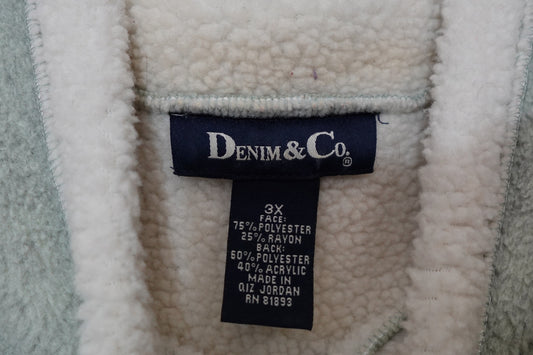 DENIM & CO.®
3X
FACE:
75% POLYESTER
25% RAYON
BACK:
60% POLYESTER
40% ACRYLIC
MADE IN
Q.I.Z JORDAN
RN 81893